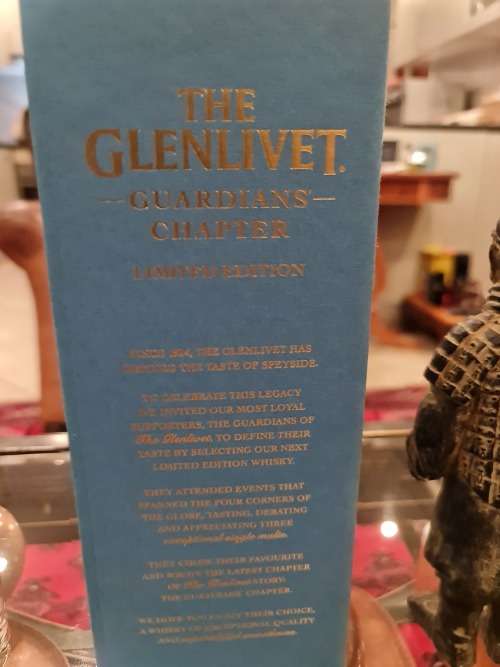 THE
GLENLIVET.
GUARDIANS'
CHAPTER
LIMITED EDITION
SINCE 1824, THE GLENLIVET HAS
THE TASTE OF SPEYSIDE.
TO CELEBRATE THIS LEGACY
WE INVITED OUR MOST LOYAL
SUPPORTERS, THE GUARDIANS OF
The Glenlivet, TO DEFINE THEIR
TASTE BY SELECTING OUR NEXT
LIMITED EDITION WHISKY.
THEY ATTENDED EVENTS THAT
SPANNED THE FOUR CORNERS OF
THE GLOBE, TASTING, DEBATING
AND APPRECIATING THREE
exceptional single malts.
THEY CHOSE THEIR FAVOURITE
AND WROTE THE LATEST CHAPTER
OF The Glenlivet STORY:
THE GUARDIANS' CHAPTER.
WE HOPE YOU ENJOY THEIR CHOICE,
A WHISKY OF EXCEPTIONAL QUALITY
AND